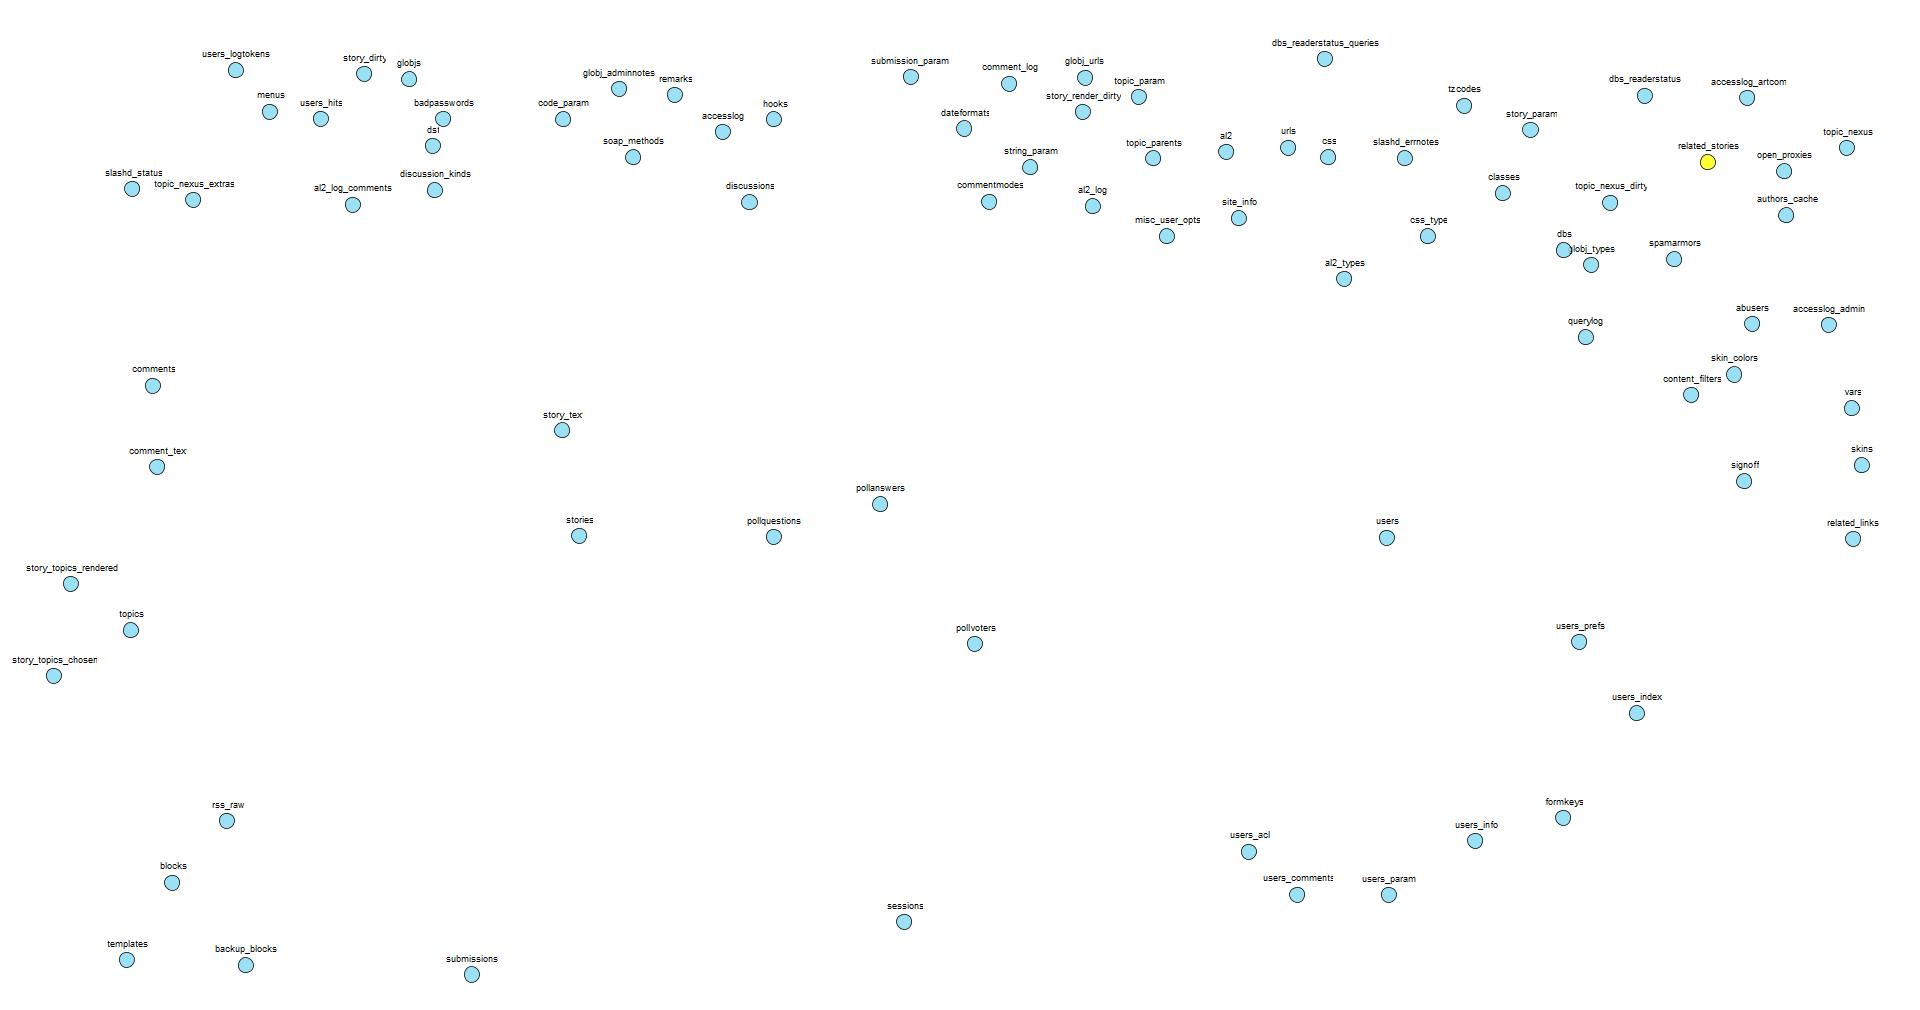 dbs_readerstatus_queries
users_logtokens
story_dirty
globjs
submission_param
comment_log
globj_urls
globj_adminnotes
remarks
topic_param
dbs_readerstatus
accesslog_artcom
menus
users_hits
badpasswords
code_param
accesslog
hooks
dateformats
story_render_dirty
tzcodes
story_param
dst
soap_methods
string_param
topic_parents
al2
urls
css
slashd_errnotes
related_stories
open_proxies
topic_nexus
slashd_status
topic_nexus_extras
al2_log_comments
discussion_kinds
discussions
commentmodes
al2_log
site_info
classes
topic_nexus_dirty
authors_cache
misc_user_opts
css_type
dbs
globj_types
spamarmors
al2_types
querylog
abusers
accesslog_admin
skin_colors
content_filters
comments
vars
story_tex
comment_tex
skins
signoff
pollanswers
stories
pollquestions
users
related_links
story_topics_rendered
topics
pollvoters
users_prefs
story_topics_chosen
users_index
rss_raw
formkeys
users_info
users_acl
blocks
users_comments
users_param
sessions
templates
backup_blocks
submissions